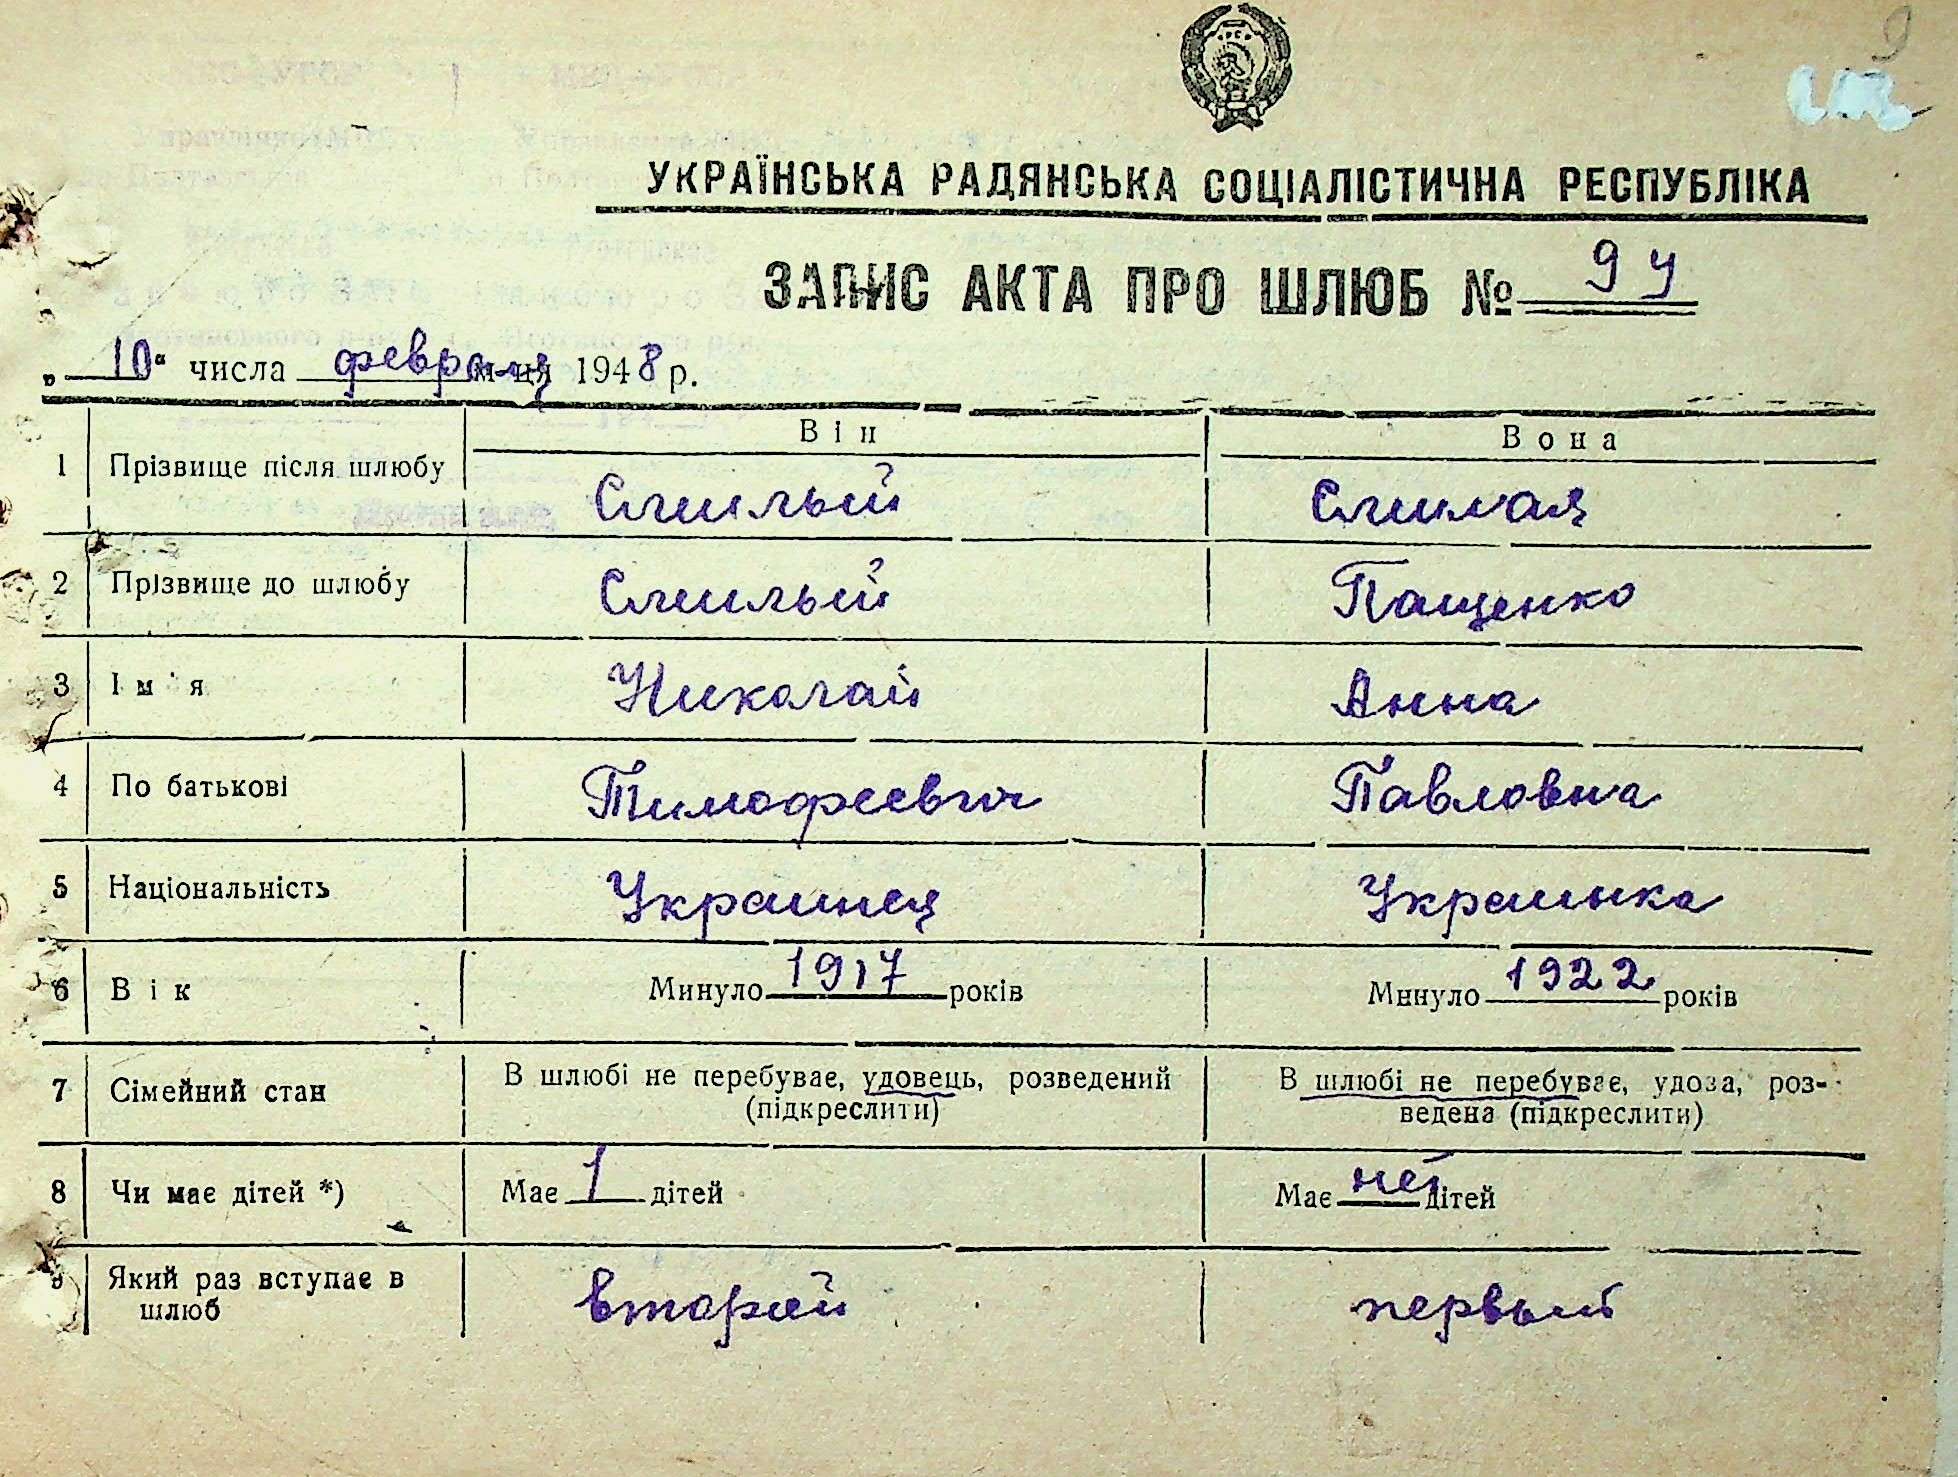 9
УКРАЇНСЬКА РАДЯНСЬКА СОЦІАЛІСТИЧНА РЕСПУБЛІКА
ЗАПИС АКТА ПРО ШЛЮБ № 94
„10“ числа февраля м-ця 1948 р.
Він Вона
1 Прізвище після шлюбу Смилый Смилая
2 Прізвище до шлюбу Смилый Пащенко
3 Ім'я Николай Анна
4 По батькові Тимофеевич Павловна
5 Національність Украинец Украинка
6 Вік Минуло 1917 років Минуло 1922 років
7 Сімейний стан В шлюбі не перебуває, удовець, розведений (підкреслити) В шлюбі не перебуває, удова, розведена (підкреслити)
8 Чи має дітей *) Має 1 дітей Має нет дітей
9 Який раз вступає в шлюб второй первый